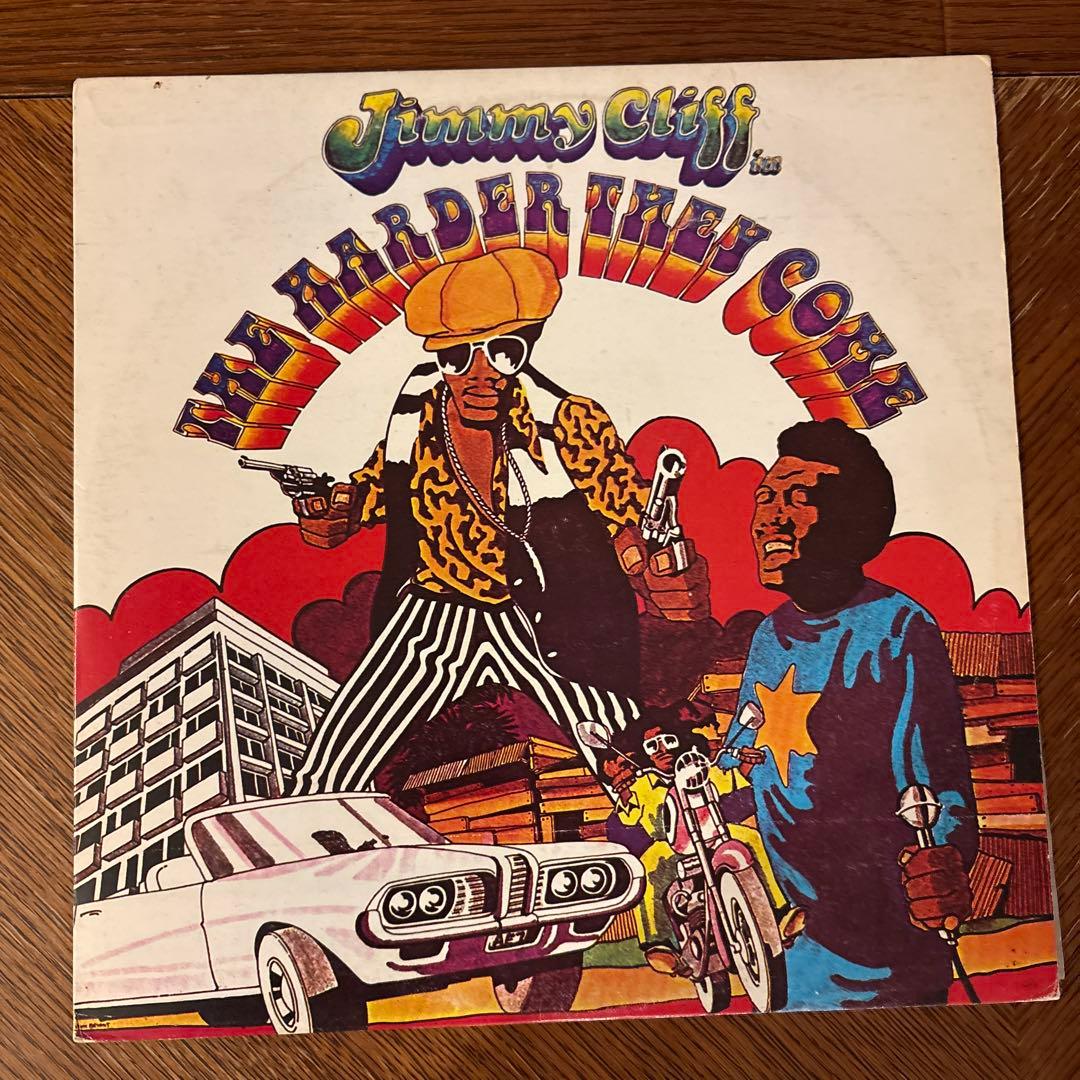 Jimmy Cliff
in
THE HARDER THEY COME